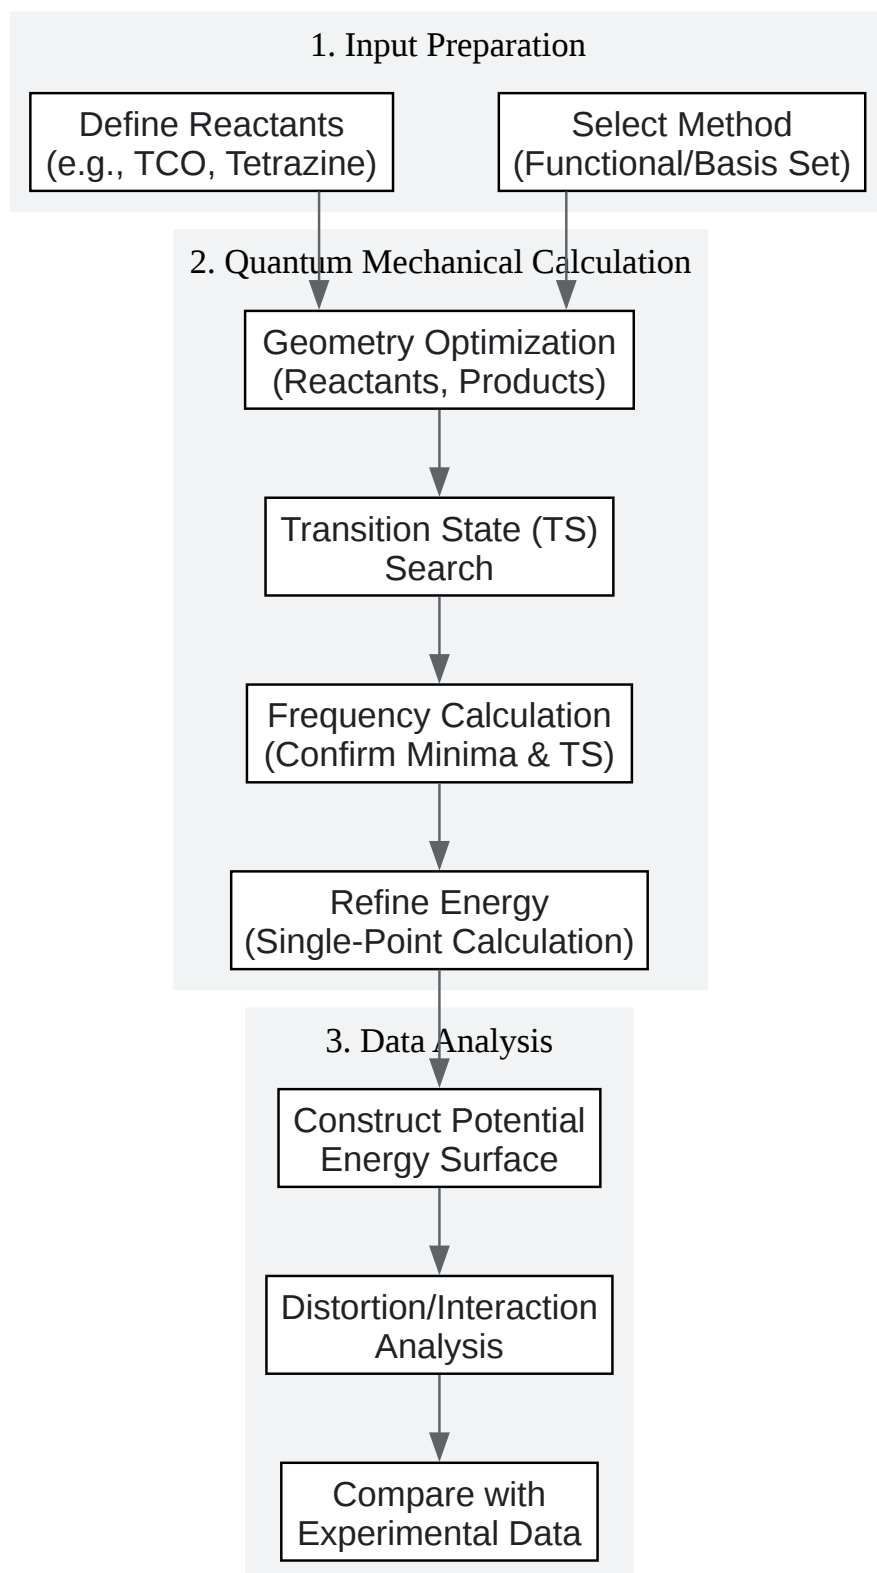 1. Input Preparation
Define Reactants
(e.g., TCO, Tetrazine)
Select Method
(Functional/Basis Set)
2. Quantum Mechanical Calculation
Geometry Optimization
(Reactants, Products)
Transition State (TS)
Search
Frequency Calculation
(Confirm Minima & TS)
Refine Energy
(Single-Point Calculation)
3. Data Analysis
Construct Potential
Energy Surface
Distortion/Interaction
Analysis
Compare with
Experimental Data